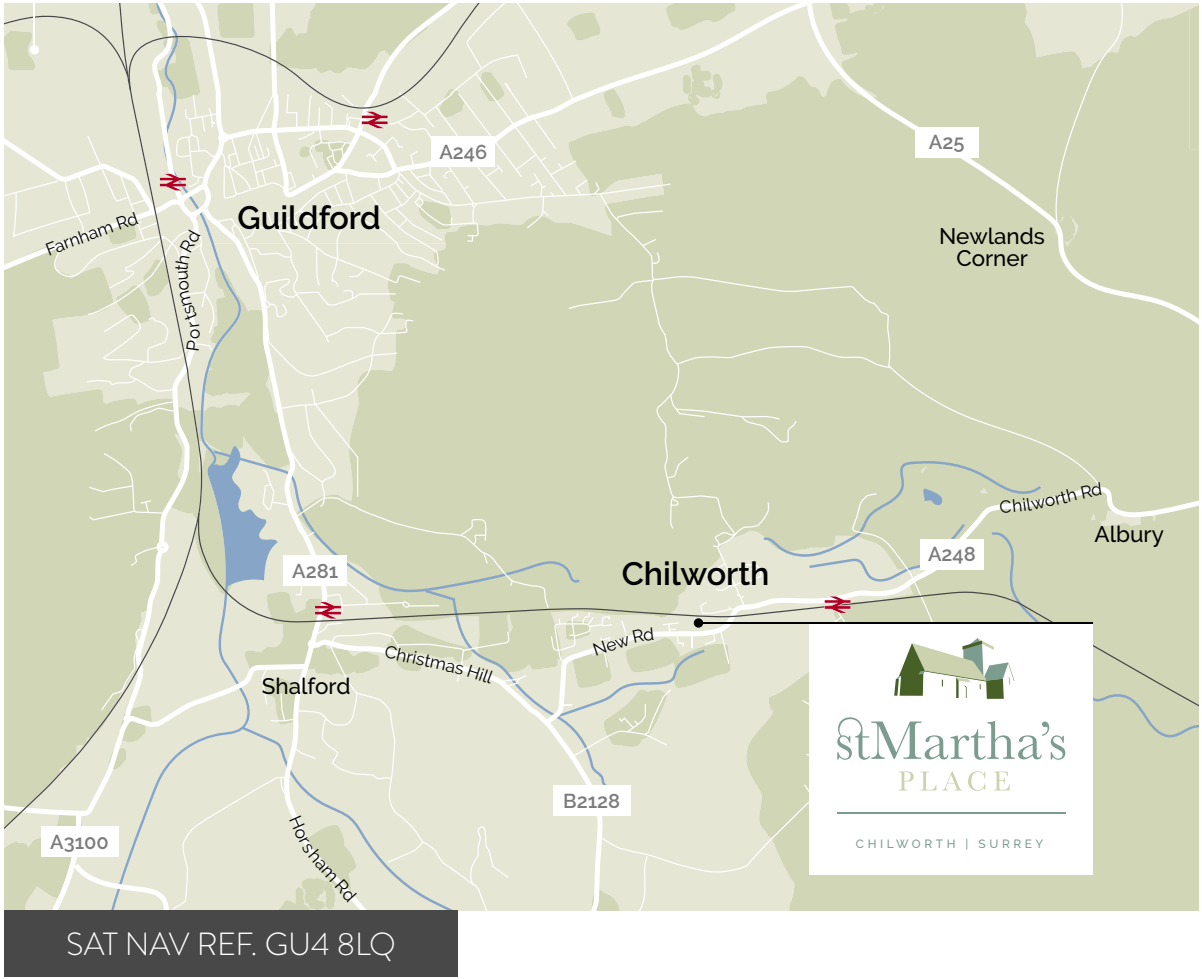 A246
A25
Guildford
Farnham Rd
Portsmouth Rd
Newlands
Corner
Chilworth Rd
Albury
A248
Chilworth
A281
New Rd
Christmas Hill
Shalford
stMartha's
PLACE
CHILWORTH | SURREY
B2128
A3100
Horsham Rd
SAT NAV REF. GU4 8LQ